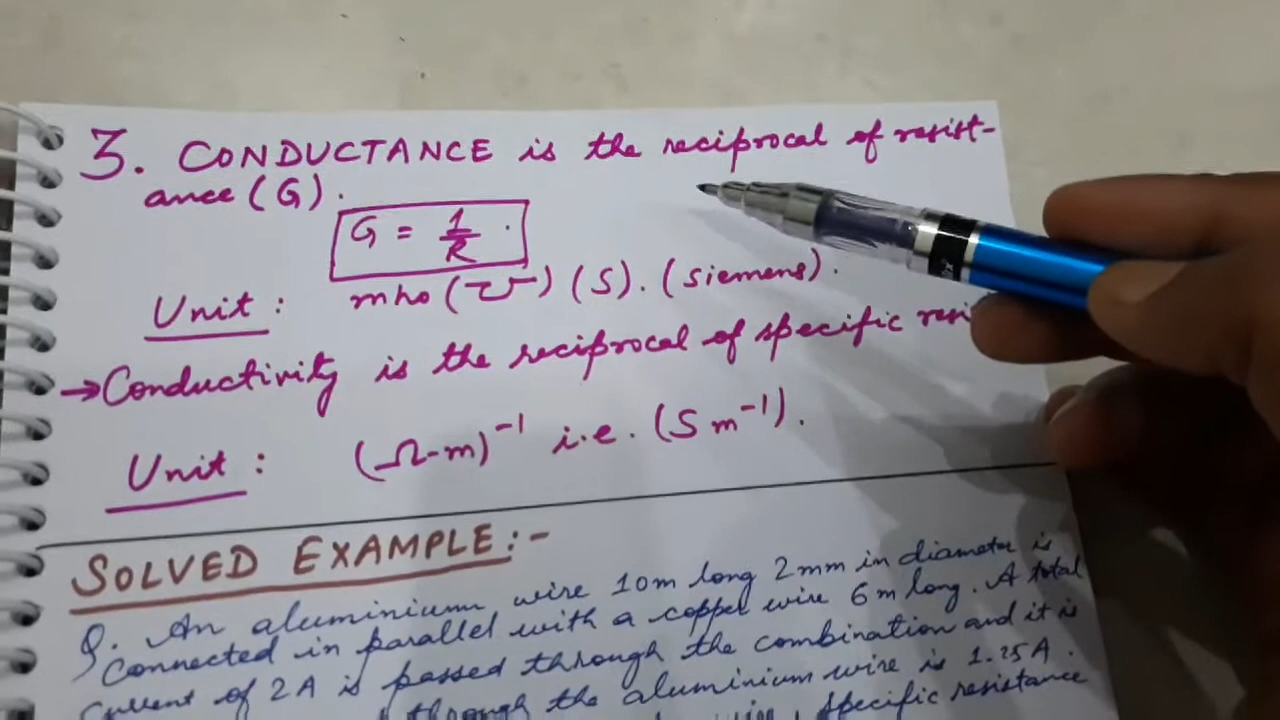 3. CONDUCTANCE is the reciprocal of resist-
ance (G).
G = 1/R .
Unit : mho (℧) (S). (siemens).
→ Conductivity is the reciprocal of specific
Unit : (Ω-m)⁻¹ i.e. (S m⁻¹).
SOLVED EXAMPLE:-
Q. An aluminium wire 10m long 2mm in diameter is
connected in parallel with a copper wire 6m long. A total
current of 2A is passed through the combination and it is
through the aluminium wire is 1.25A.
specific resistance